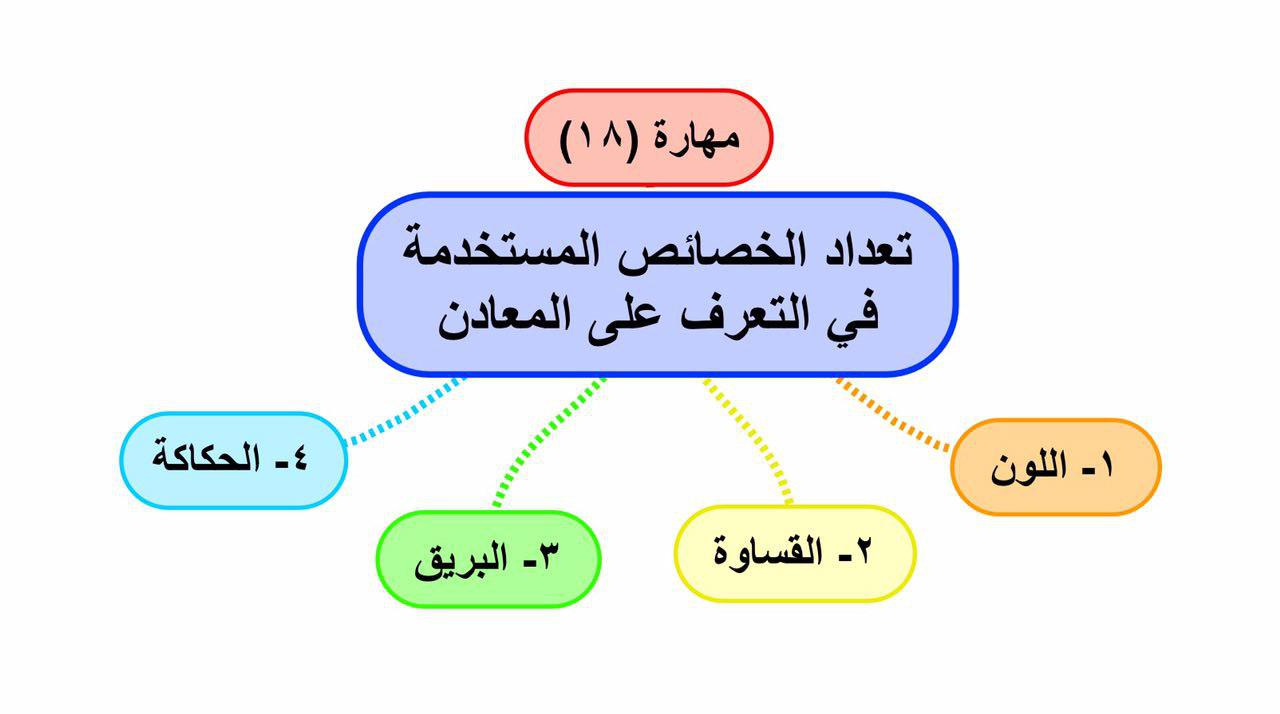 مهارة (١٨)
تعداد الخصائص المستخدمة
في التعرف على المعادن
١- اللون
٢- القساوة
٣- البريق
٤- الحكاكة